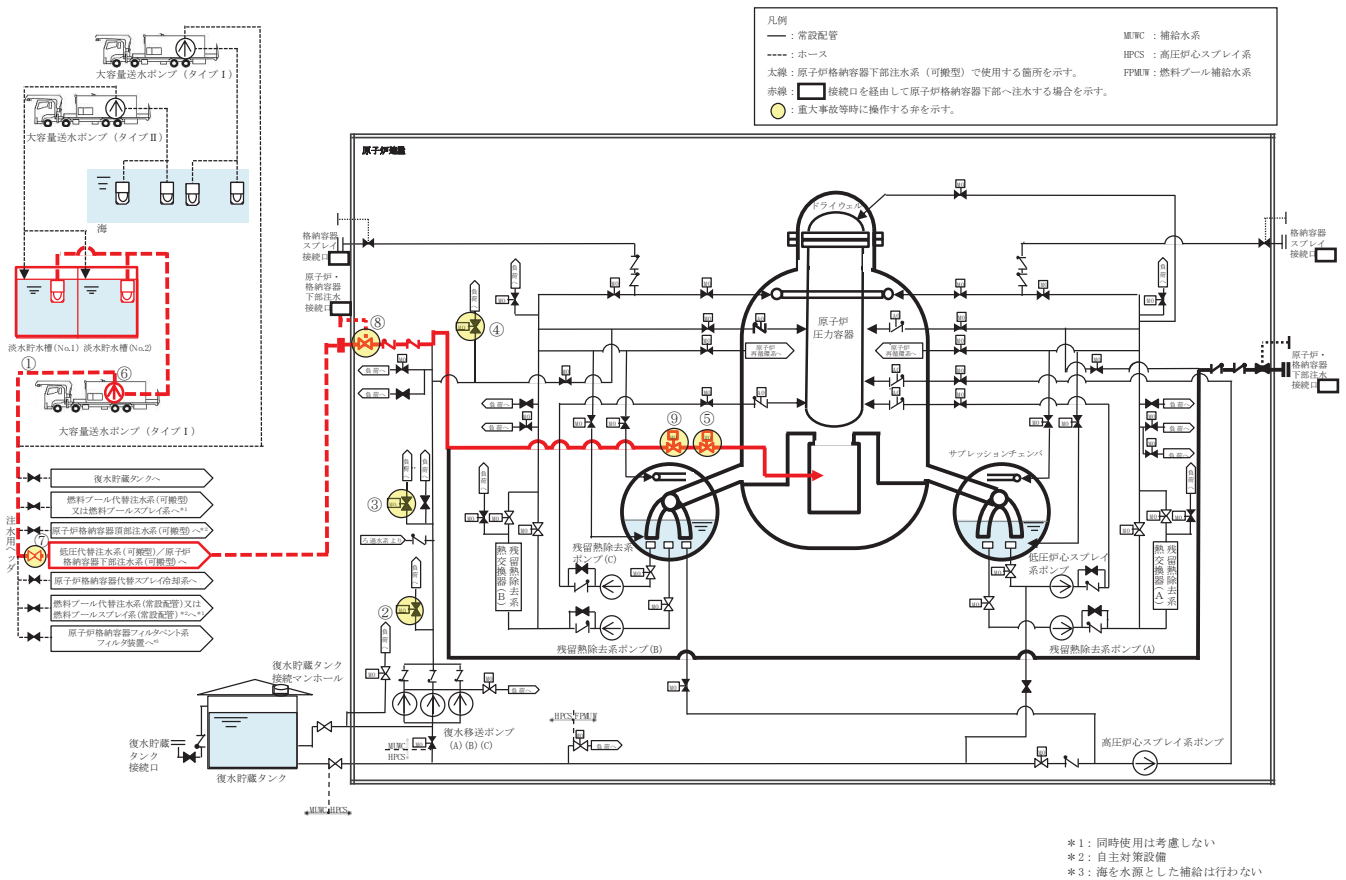 凡例
― : 常設配管
---- : ホース
太線 : 原子炉格納容器下部注水系 (可搬型) で使用する箇所を示す。
赤線 : 接続口を経由して原子炉格納容器下部へ注水する場合を示す。
: 重大事故等時に操作する弁を示す。
MUWC : 補給水系
HPCS : 高圧炉心スプレイ系
FPMUW : 燃料プール補給水系
大容量送水ポンプ (タイプⅠ)
大容量送水ポンプ (タイプⅡ)
海
淡水貯水槽(No.1) 淡水貯水槽(No.2)
①
⑥
大容量送水ポンプ (タイプⅠ)
注水用ヘッダ
復水貯蔵タンクへ
燃料プール代替注水系(可搬型)
又は燃料プールスプレイ系へ*1
原子炉格納容器頂部注水系(可搬型)へ*2
⑦
低圧代替注水系(可搬型)/原子炉
格納容器下部注水系(可搬型)へ
原子炉格納容器代替スプレイ冷却系へ
燃料プール代替注水系(常設配管)又は
原子炉格納容器フィルタベント系
原子炉建屋
格納容器
スプレイ
接続口
原子炉・
格納容器
下部注水
接続口
⑧
④
③
②
⑨
⑤
ドライウェル
原子炉
圧力容器
原子炉
再循環系へ
原子炉
再循環系へ
サプレッションチェンバ
格納容器
スプレイ
接続口
原子炉・
格納容器
下部注水
接続口
ろ過水系より
残留熱除去系
熱交換器(B)
残留熱除去系
ポンプ(C)
残留熱除去系ポンプ(B)
低圧炉心スプレイ
系ポンプ
残留熱除去系
熱交換器(A)
残留熱除去系ポンプ(A)
復水貯蔵タンク
接続マンホール
復水貯蔵
タンク
接続口
復水貯蔵タンク
復水移送ポンプ
(A)(B)(C)
MUWC
HPCS
HPCS FPMUW
負荷へ
MUWC HPCS
高圧炉心スプレイ系ポンプ
*1 : 同時使用は考慮しない
*2 : 自主対策設備
*3 : 海を水源とした補給は行わない